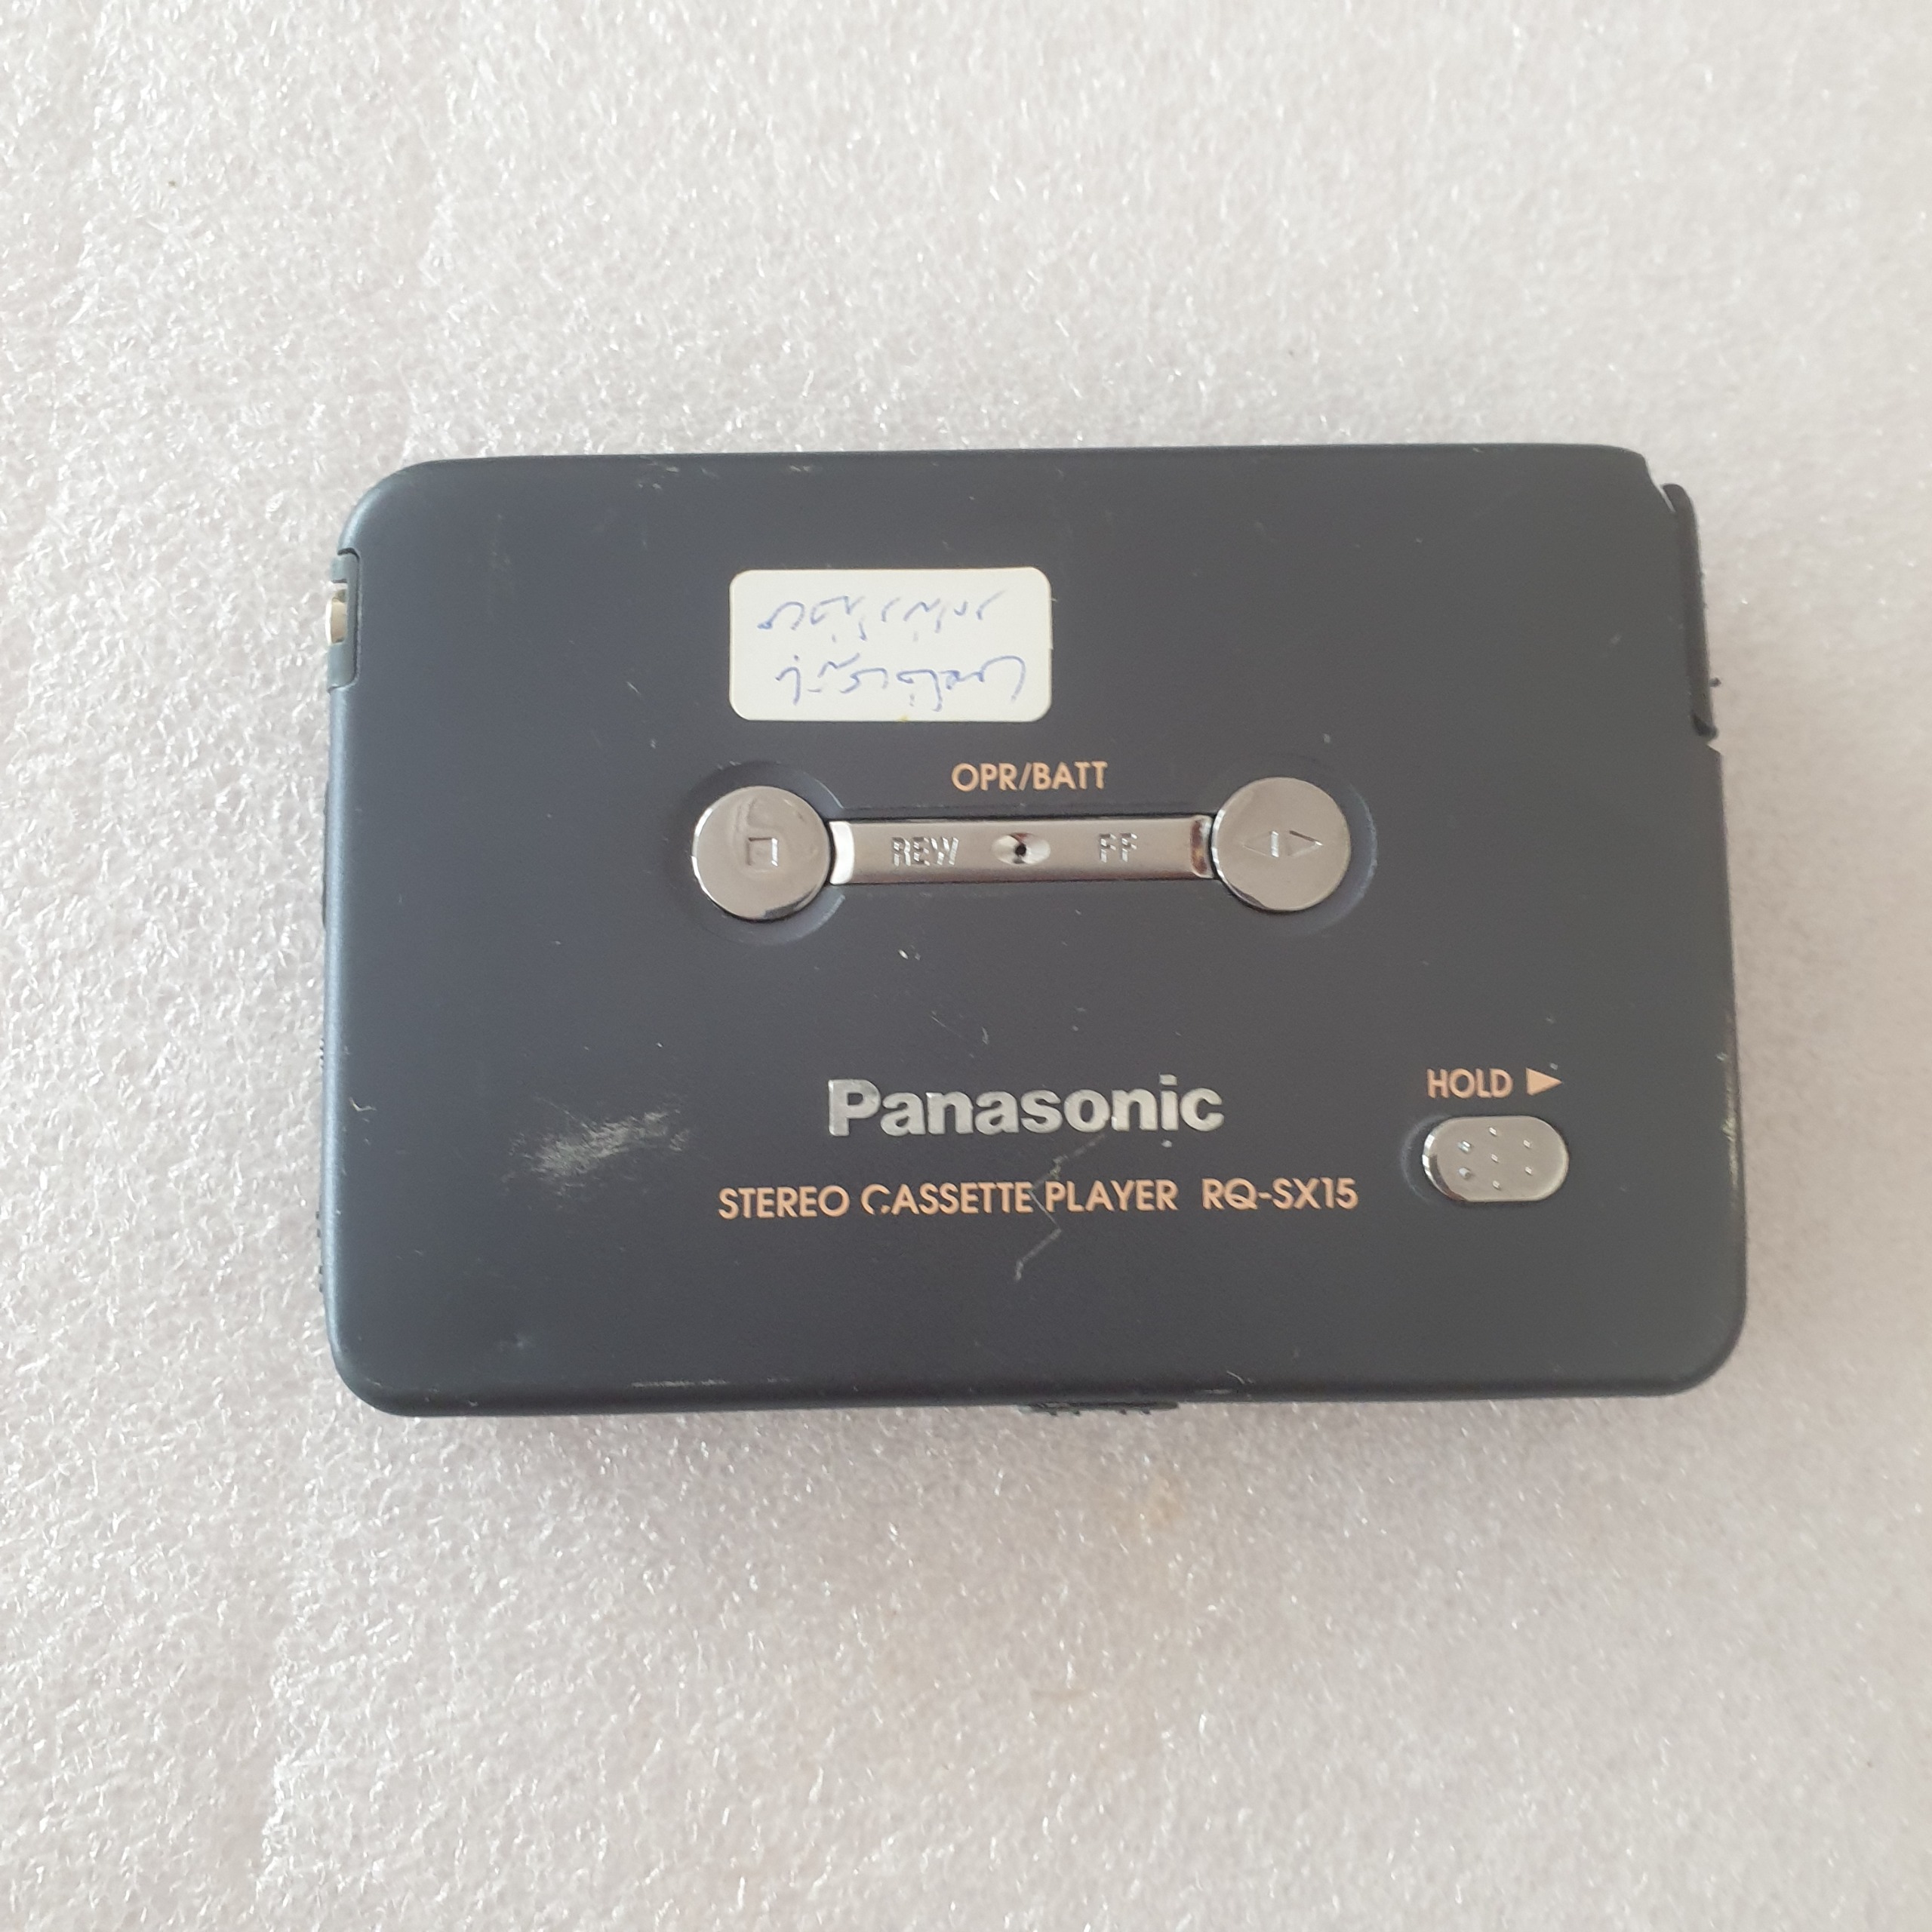 OPR/BATT
REW FF
Panasonic
HOLD
STEREO CASSETTE PLAYER RQ-SX15